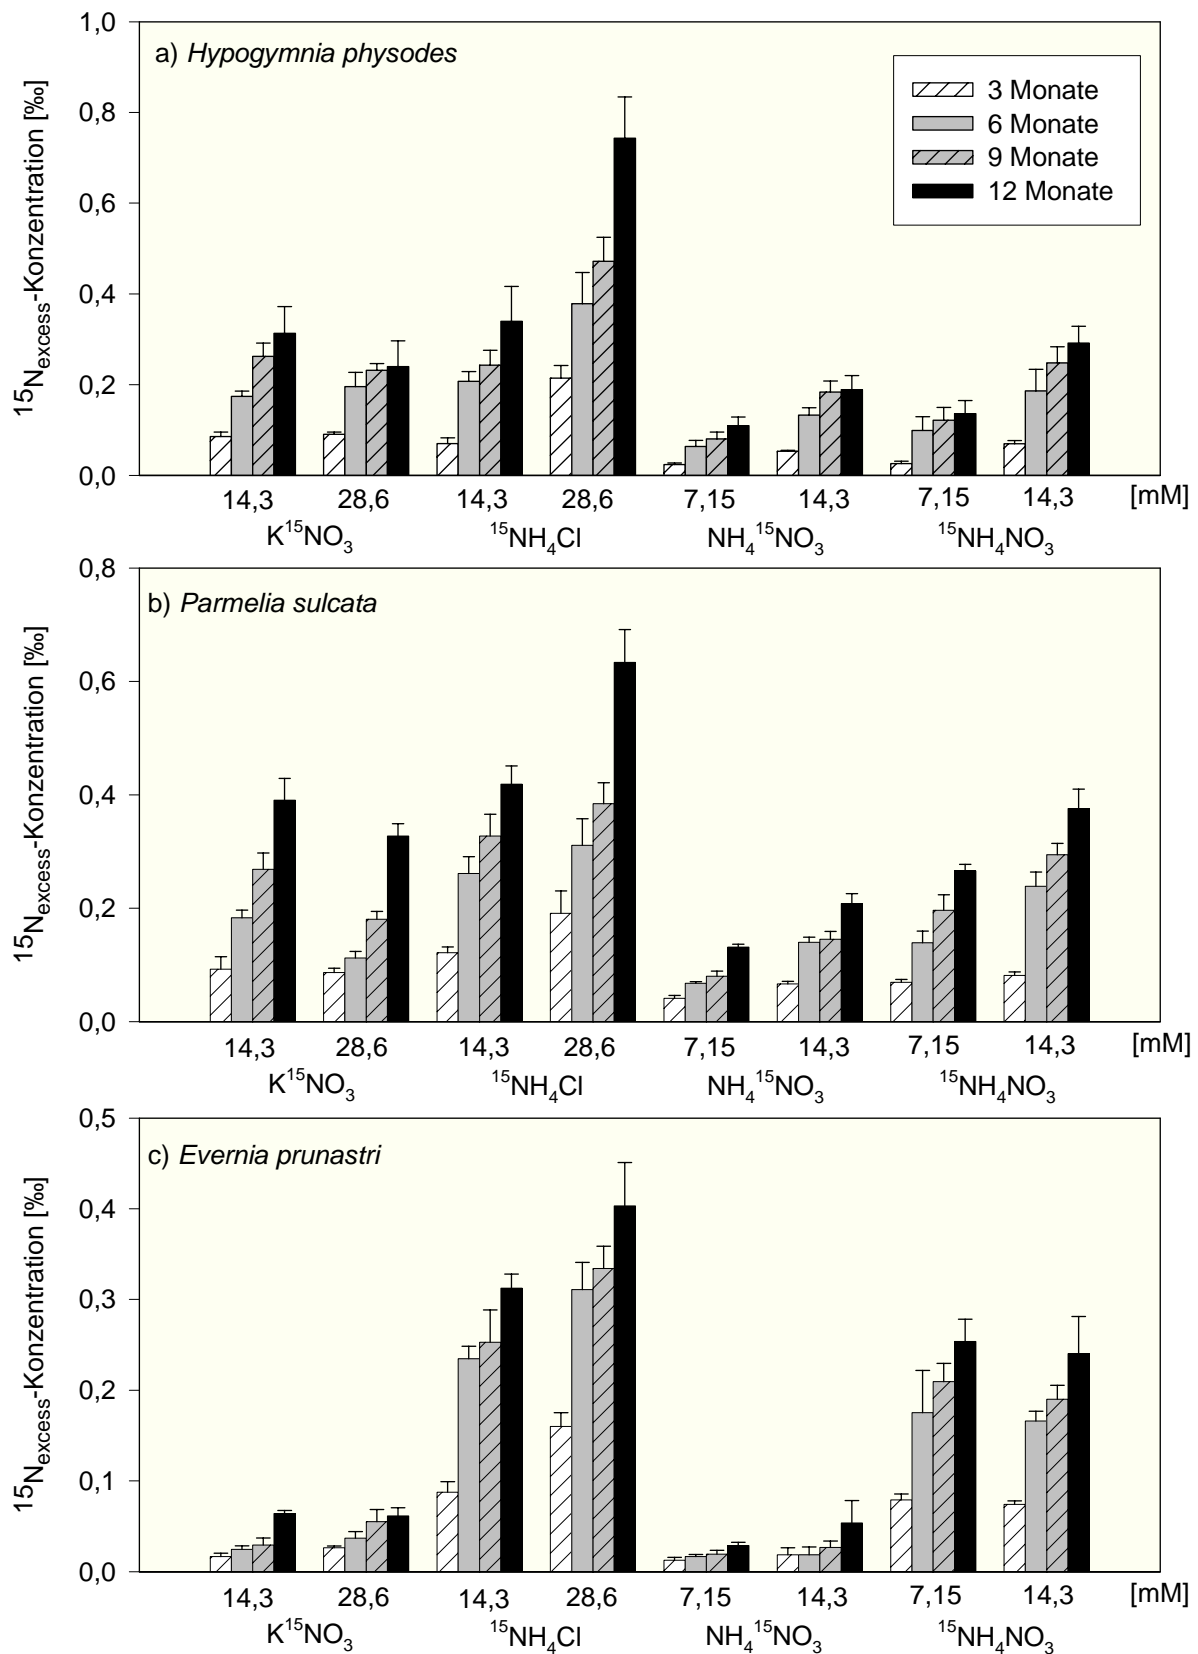 1,0
a) Hypogymnia physodes
3 Monate
6 Monate
9 Monate
12 Monate
0,8
0,6
0,4
0,2
0,0
¹⁵N_excess-Konzentration [‰]
14,3 28,6 14,3 28,6 7,15 14,3 7,15 14,3 [mM]
K¹⁵NO₃ ¹⁵NH₄Cl NH₄¹⁵NO₃ ¹⁵NH₄NO₃
0,8
b) Parmelia sulcata
0,6
0,4
0,2
0,0
¹⁵N_excess-Konzentration [‰]
14,3 28,6 14,3 28,6 7,15 14,3 7,15 14,3 [mM]
K¹⁵NO₃ ¹⁵NH₄Cl NH₄¹⁵NO₃ ¹⁵NH₄NO₃
0,5
c) Evernia prunastri
0,4
0,3
0,2
0,1
0,0
¹⁵N_excess-Konzentration [‰]
14,3 28,6 14,3 28,6 7,15 14,3 7,15 14,3 [mM]
K¹⁵NO₃ ¹⁵NH₄Cl NH₄¹⁵NO₃ ¹⁵NH₄NO₃